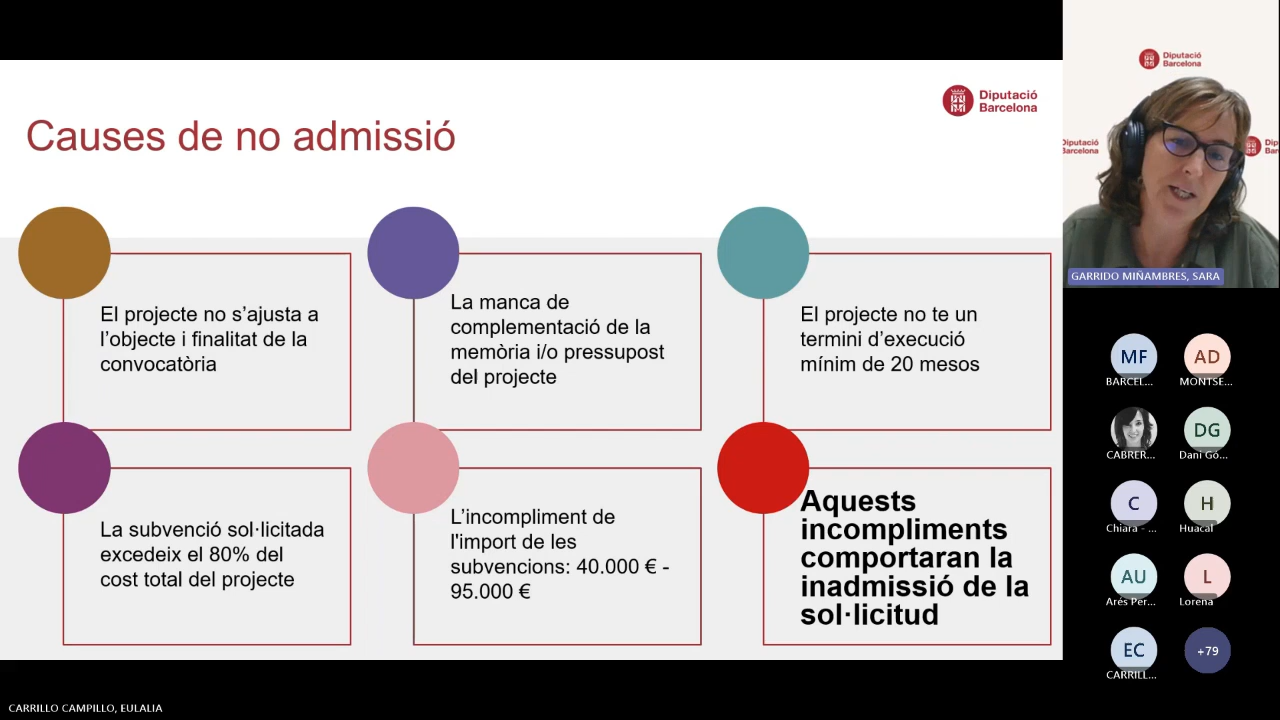 Causes de no admissió
Diputació
Barcelona
El projecte no s’ajusta a
l’objecte i finalitat de la
convocatòria
La manca de
complementació de la
memòria i/o pressupost
del projecte
El projecte no te un
termini d’execució
mínim de 20 mesos
La subvenció sol·licitada
excedeix el 80% del
cost total del projecte
L’incompliment de
l'import de les
subvencions: 40.000 € -
95.000 €
Aquests
incompliments
comportaran la
inadmissió de la
sol·licitud
Diputació
Barcelona
Barcelona
Dip
Bar
GARRIDO MIÑAMBRES, SARA
MF
BARCEL...
AD
MONTSE...
CABRER...
DG
Dani Gó...
C
Chiara - ...
H
Huacal
AU
Arés Per...
L
Lorena
EC
CARRILL...
+79
CARRILLO CAMPILLO, EULALIA